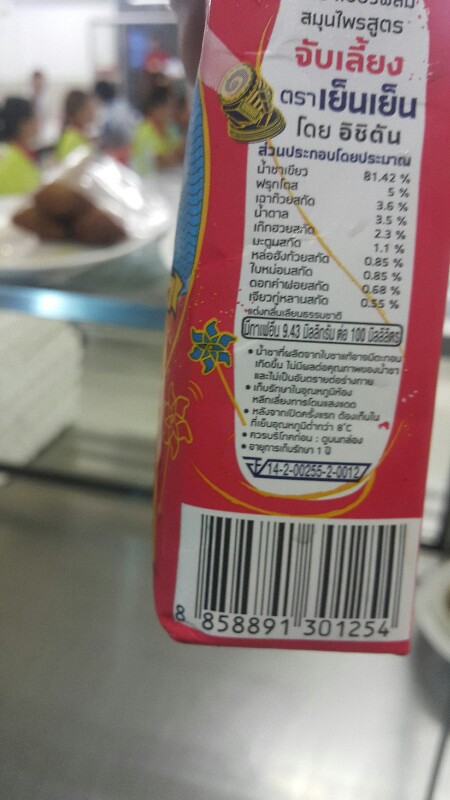 สมุนไพรสูตร
จับเลี้ยง
ตราเย็นเย็น
โดย อิชิตัน
ส่วนประกอบโดยประมาณ
น้ำชาเขียว 81.42 %
ฟรุกโตส 5 %
เฉาก๊วยสกัด 3.6 %
น้ำตาล 3.5 %
เก๊กฮวยสกัด 2.3 %
มะตูมสกัด 1.1 %
หล่อฮังก้วยสกัด 0.85 %
ใบหม่อนสกัด 0.85 %
ดอกคำฝอยสกัด 0.68 %
เจียวกู่หลานสกัด 0.55 %
*แต่งกลิ่นเลียนธรรมชาติ
มีกาเฟอีน 9.43 มิลลิกรัม ต่อ 100 มิลลิลิตร
• น้ำชาที่ผลิตจากใบชาแท้อาจมีตะกอน
เกิดขึ้น ไม่มีผลต่อคุณภาพของน้ำชา
และไม่เป็นอันตรายต่อร่างกาย
• เก็บรักษาในอุณหภูมิห้อง
หลีกเลี่ยงการโดนแสงแดด
• หลังจากเปิดครั้งแรก ต้องเก็บใน
ที่เย็นอุณหภูมิต่ำกว่า 8°C
• ควรบริโภคก่อน : ดูบนกล่อง
• อายุการเก็บรักษา 1 ปี
14-2-00255-2-0012
8 858891 301254